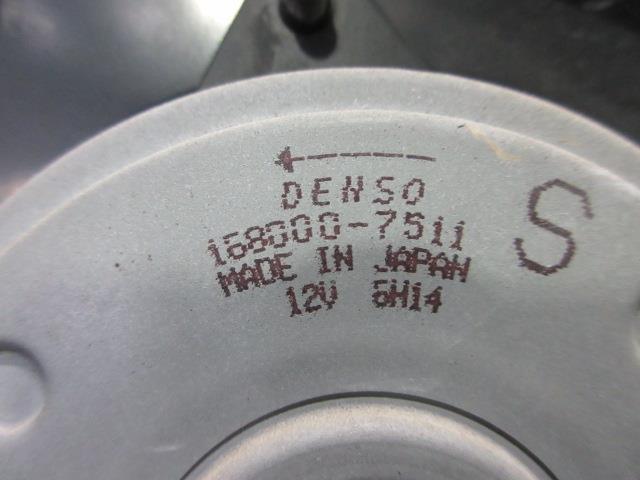 DENSO
168000-7511
MADE IN JAPAN
12V 5H14
S